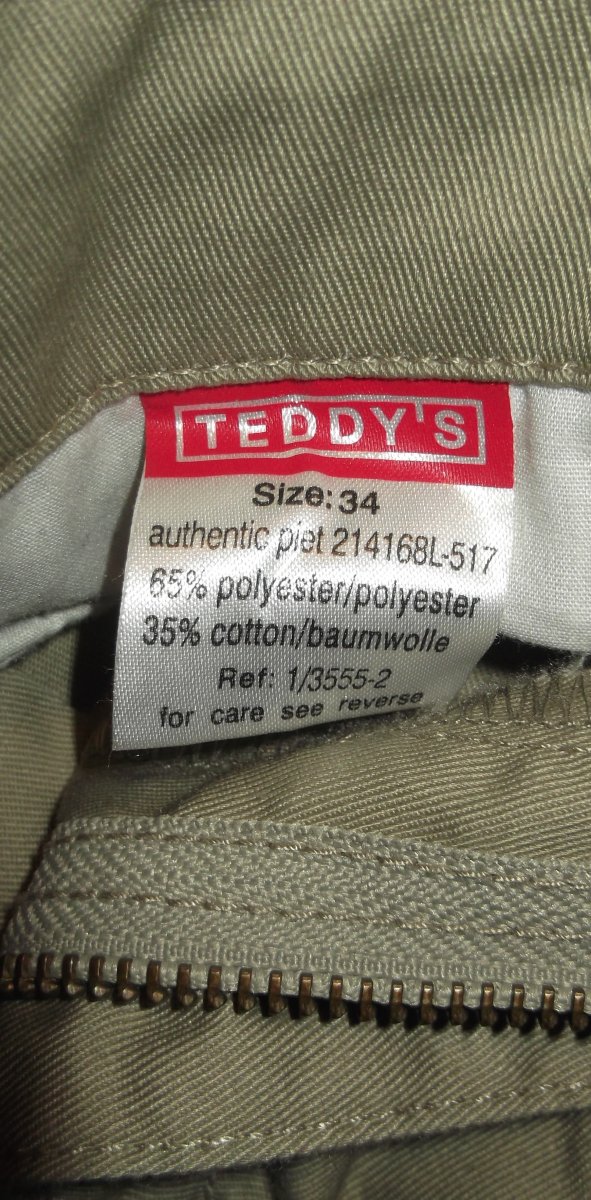 TEDDY'S
Size: 34
authentic piet 214168L-517
65% polyester/polyester
35% cotton/baumwolle
Ref: 1/3555-2
for care see reverse